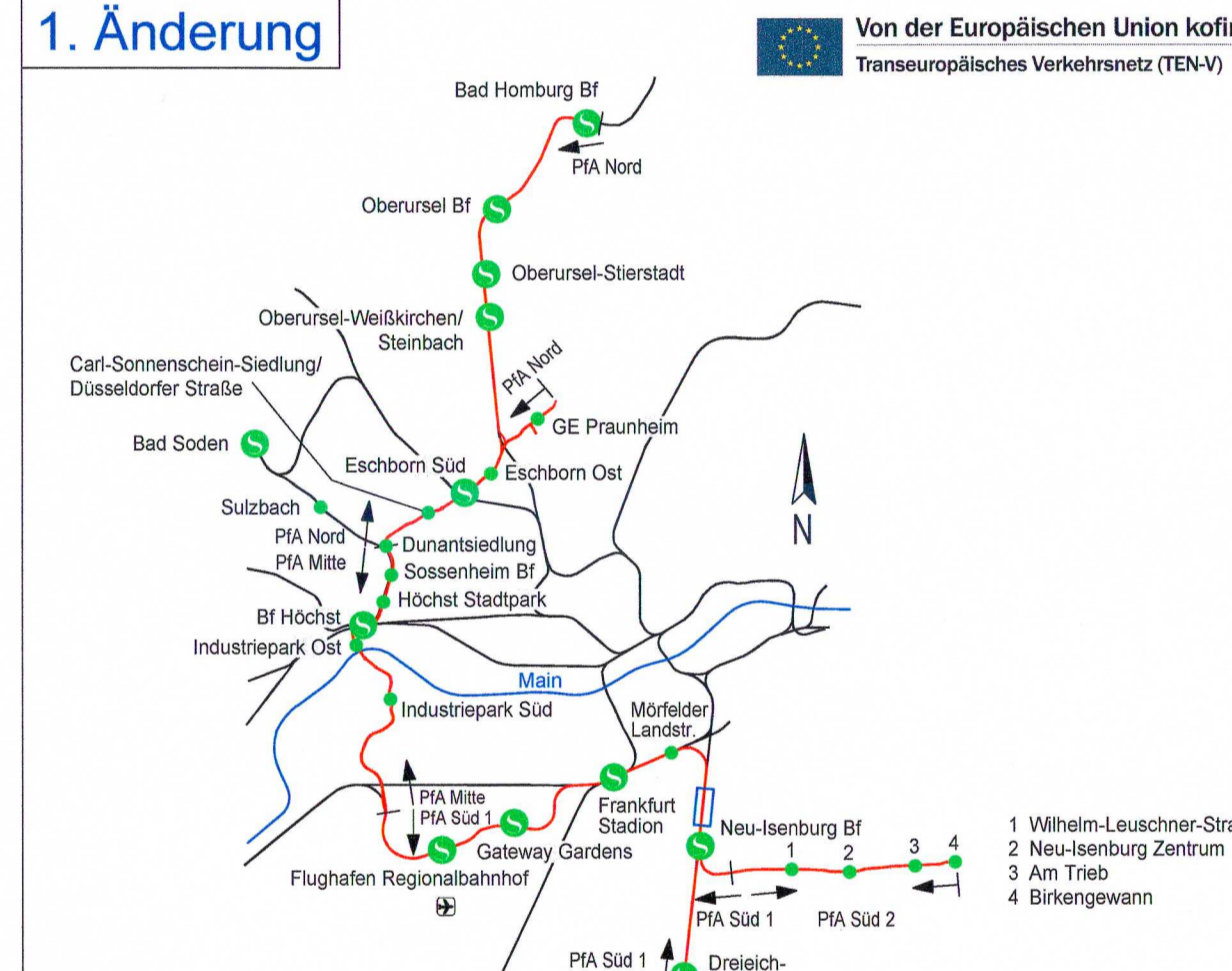 1. Änderung
Von der Europäischen Union
Transeuropäisches Verkehrsnetz (TEN-V)
Bad Homburg Bf
PfA Nord
Oberursel Bf
Oberursel-Stierstadt
Oberursel-Weißkirchen/
Steinbach
PfA Nord
Carl-Sonnenschein-Siedlung/
Düsseldorfer Straße
GE Praunheim
Bad Soden
Eschborn Süd
Eschborn Ost
Sulzbach
PfA Nord
PfA Mitte
Dunantsiedlung
Sossenheim Bf
Höchst Stadtpark
N
Bf Höchst
Industriepark Ost
Main
Industriepark Süd
Mörfelder
Landstr.
PfA Mitte
PfA Süd 1
Frankfurt
Stadion
Gateway Gardens
Flughafen Regionalbahnhof
Neu-Isenburg Bf
1
2
3
4
PfA Süd 1
PfA Süd 2
1 Wilhelm-Leuschner-Stra
2 Neu-Isenburg Zentrum
3 Am Trieb
4 Birkengewann
PfA Süd 1
Dreieich-